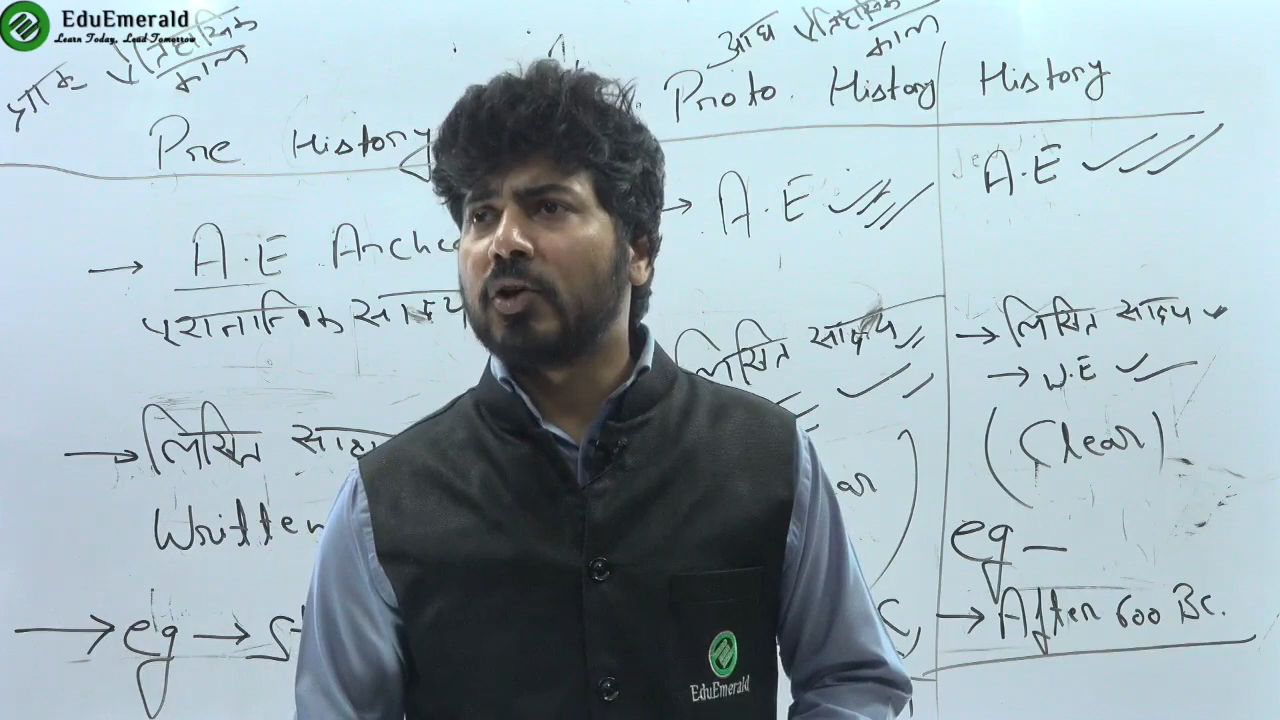 EduEmerald
Learn Today, Lead Tomorrow
प्राक ऐतिहासिक काल
Pre History
→ A.E Archeo
पुरातात्विक साक्ष्य
→ लिखित साक्ष्य
Written
→ eg →
आद्य ऐतिहासिक काल
Proto. History
→ A.E
लिखित साक्ष्य
History
A.E
→ लिखित साक्ष्य
→ W.E
(Clear)
eg –
→ After 600 BC.
EduEmerald